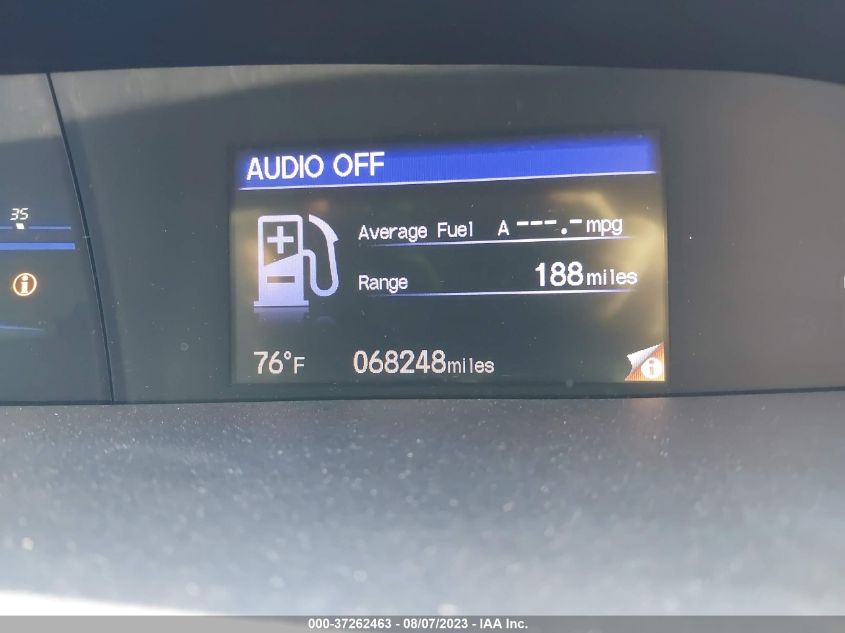 AUDIO OFF
35
Average Fuel A ---.- mpg
Range 188 miles
76°F 068248 miles
000-37262463 - 08/07/2023 - IAA Inc.